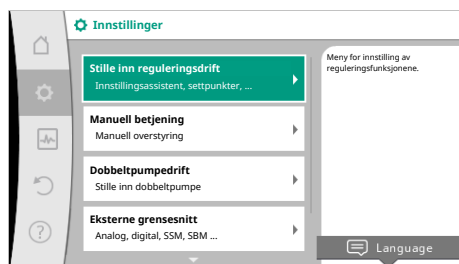 Innstillinger
Stille inn reguleringsdrift
Innstillingsassistent, settpunkter, ...
Manuell betjening
Manuell overstyring
Dobbeltpumpedrift
Stille inn dobbeltpumpe
Eksterne grensesnitt
Analog, digital, SSM, SBM ...
Meny for innstilling av
reguleringsfunksjonene.
Language